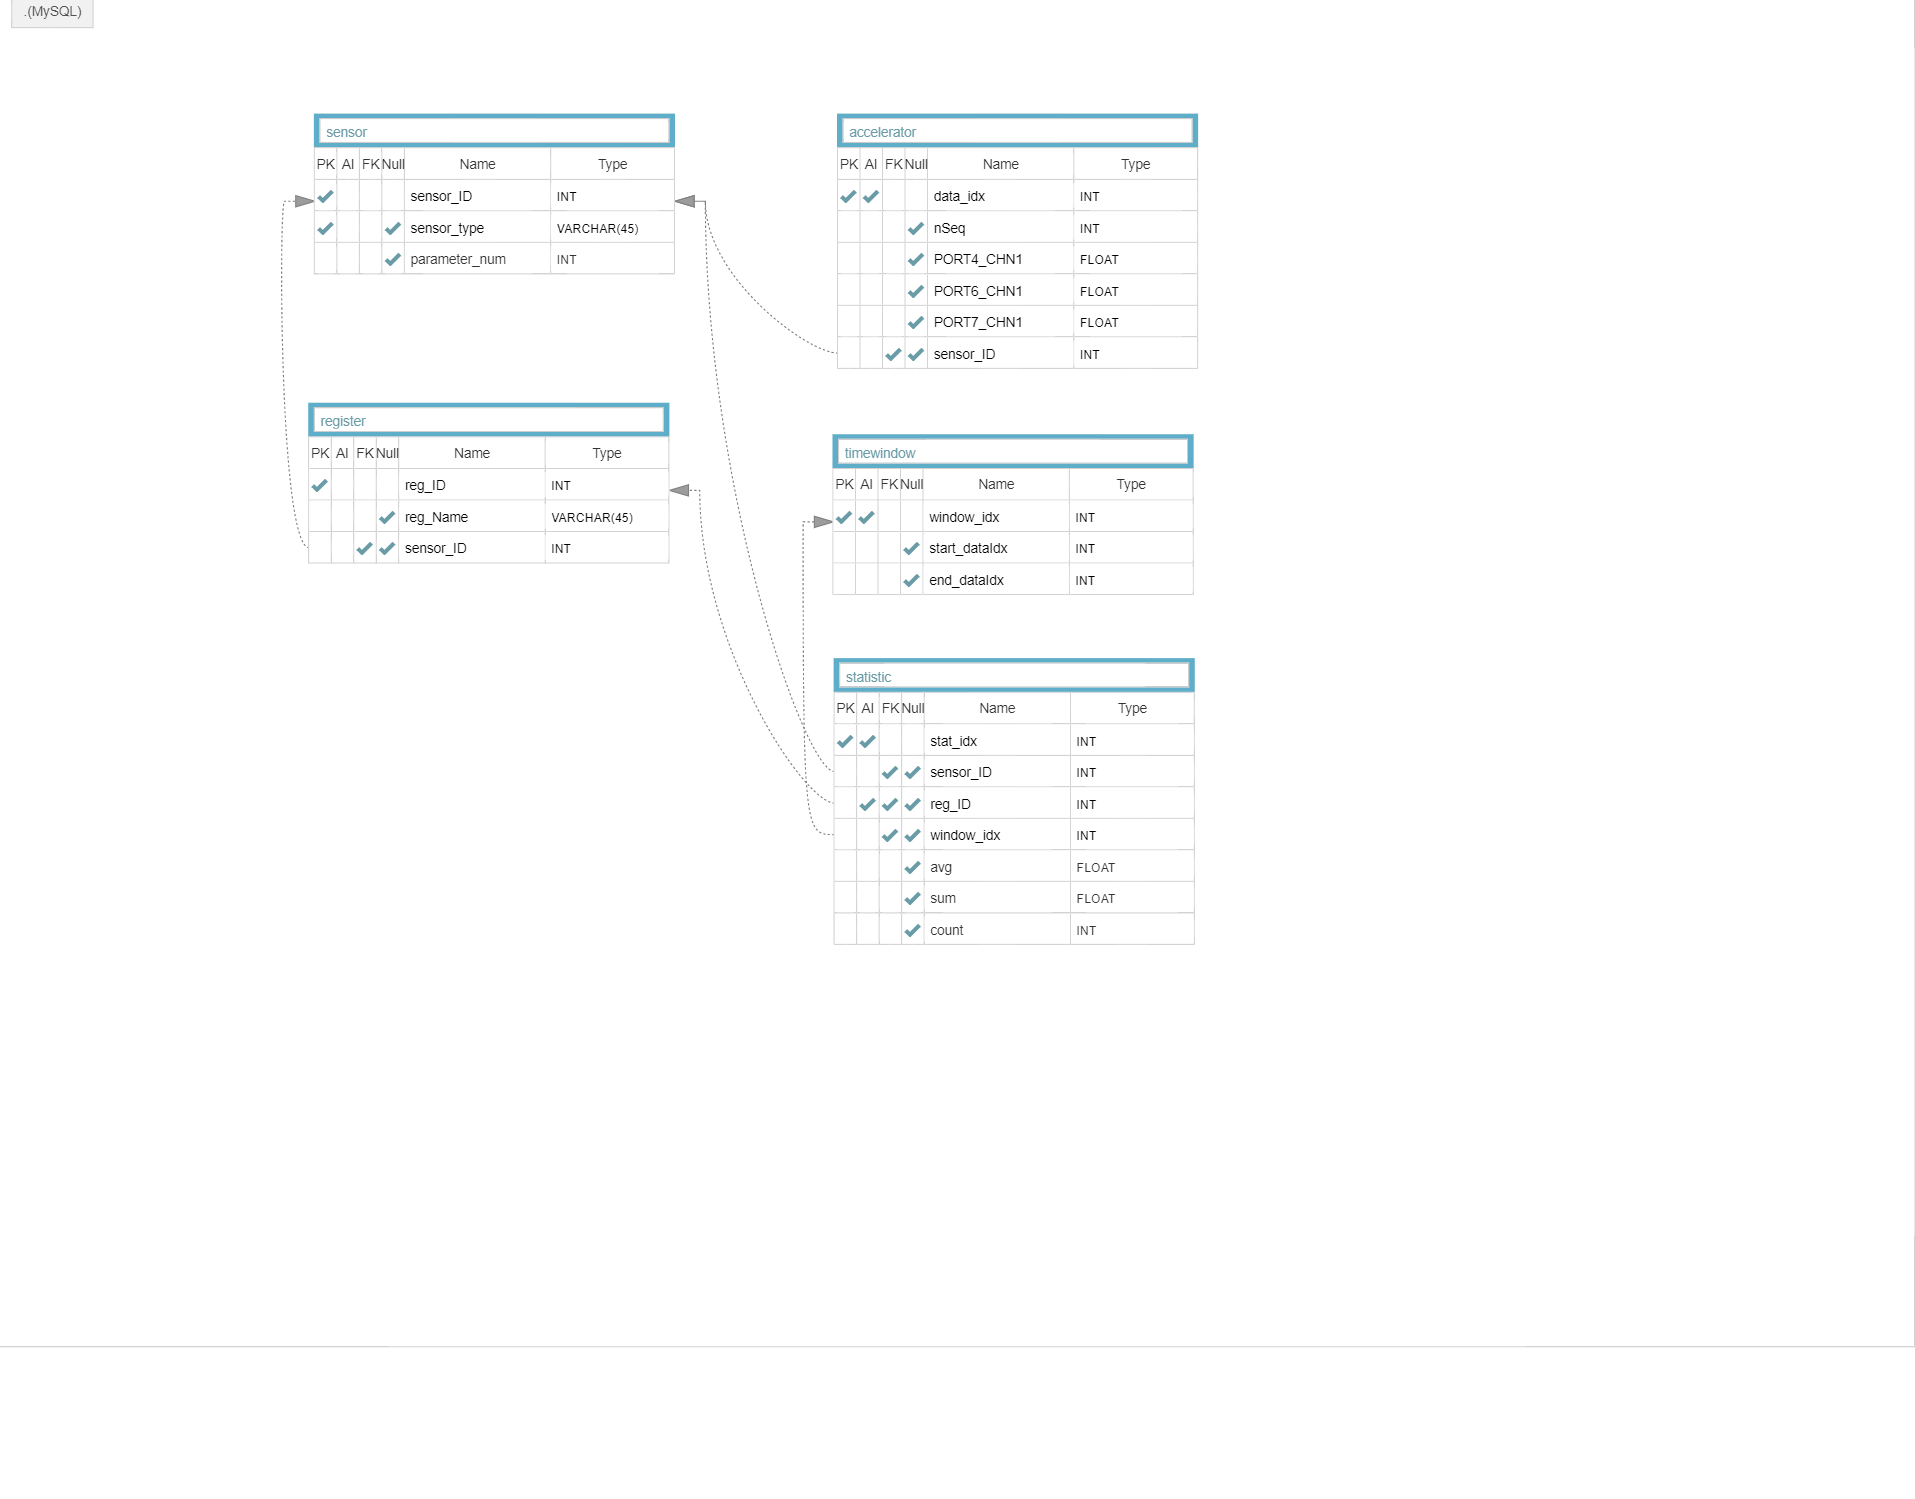 .(MySQL)
sensor
PK AI FK Null Name Type
sensor_ID INT
sensor_type VARCHAR(45)
parameter_num INT
accelerator
PK AI FK Null Name Type
data_idx INT
nSeq INT
PORT4_CHN1 FLOAT
PORT6_CHN1 FLOAT
PORT7_CHN1 FLOAT
sensor_ID INT
register
PK AI FK Null Name Type
reg_ID INT
reg_Name VARCHAR(45)
sensor_ID INT
timewindow
PK AI FK Null Name Type
window_idx INT
start_dataIdx INT
end_dataIdx INT
statistic
PK AI FK Null Name Type
stat_idx INT
sensor_ID INT
reg_ID INT
window_idx INT
avg FLOAT
sum FLOAT
count INT